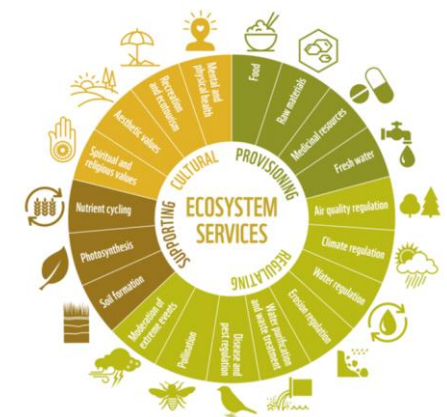 ECOSYSTEM
SERVICES
PROVISIONING
Food
Raw materials
Medicinal resources
Fresh water
REGULATING
Air quality regulation
Climate regulation
Water regulation
Erosion regulation
Water purification
and waste treatment
Disease and
pest regulation
Pollination
Moderation of
extreme events
SUPPORTING
Soil formation
Photosynthesis
Nutrient cycling
CULTURAL
Spiritual and
religious values
Aesthetic values
Recreation
and ecotourism
Mental and
physical health